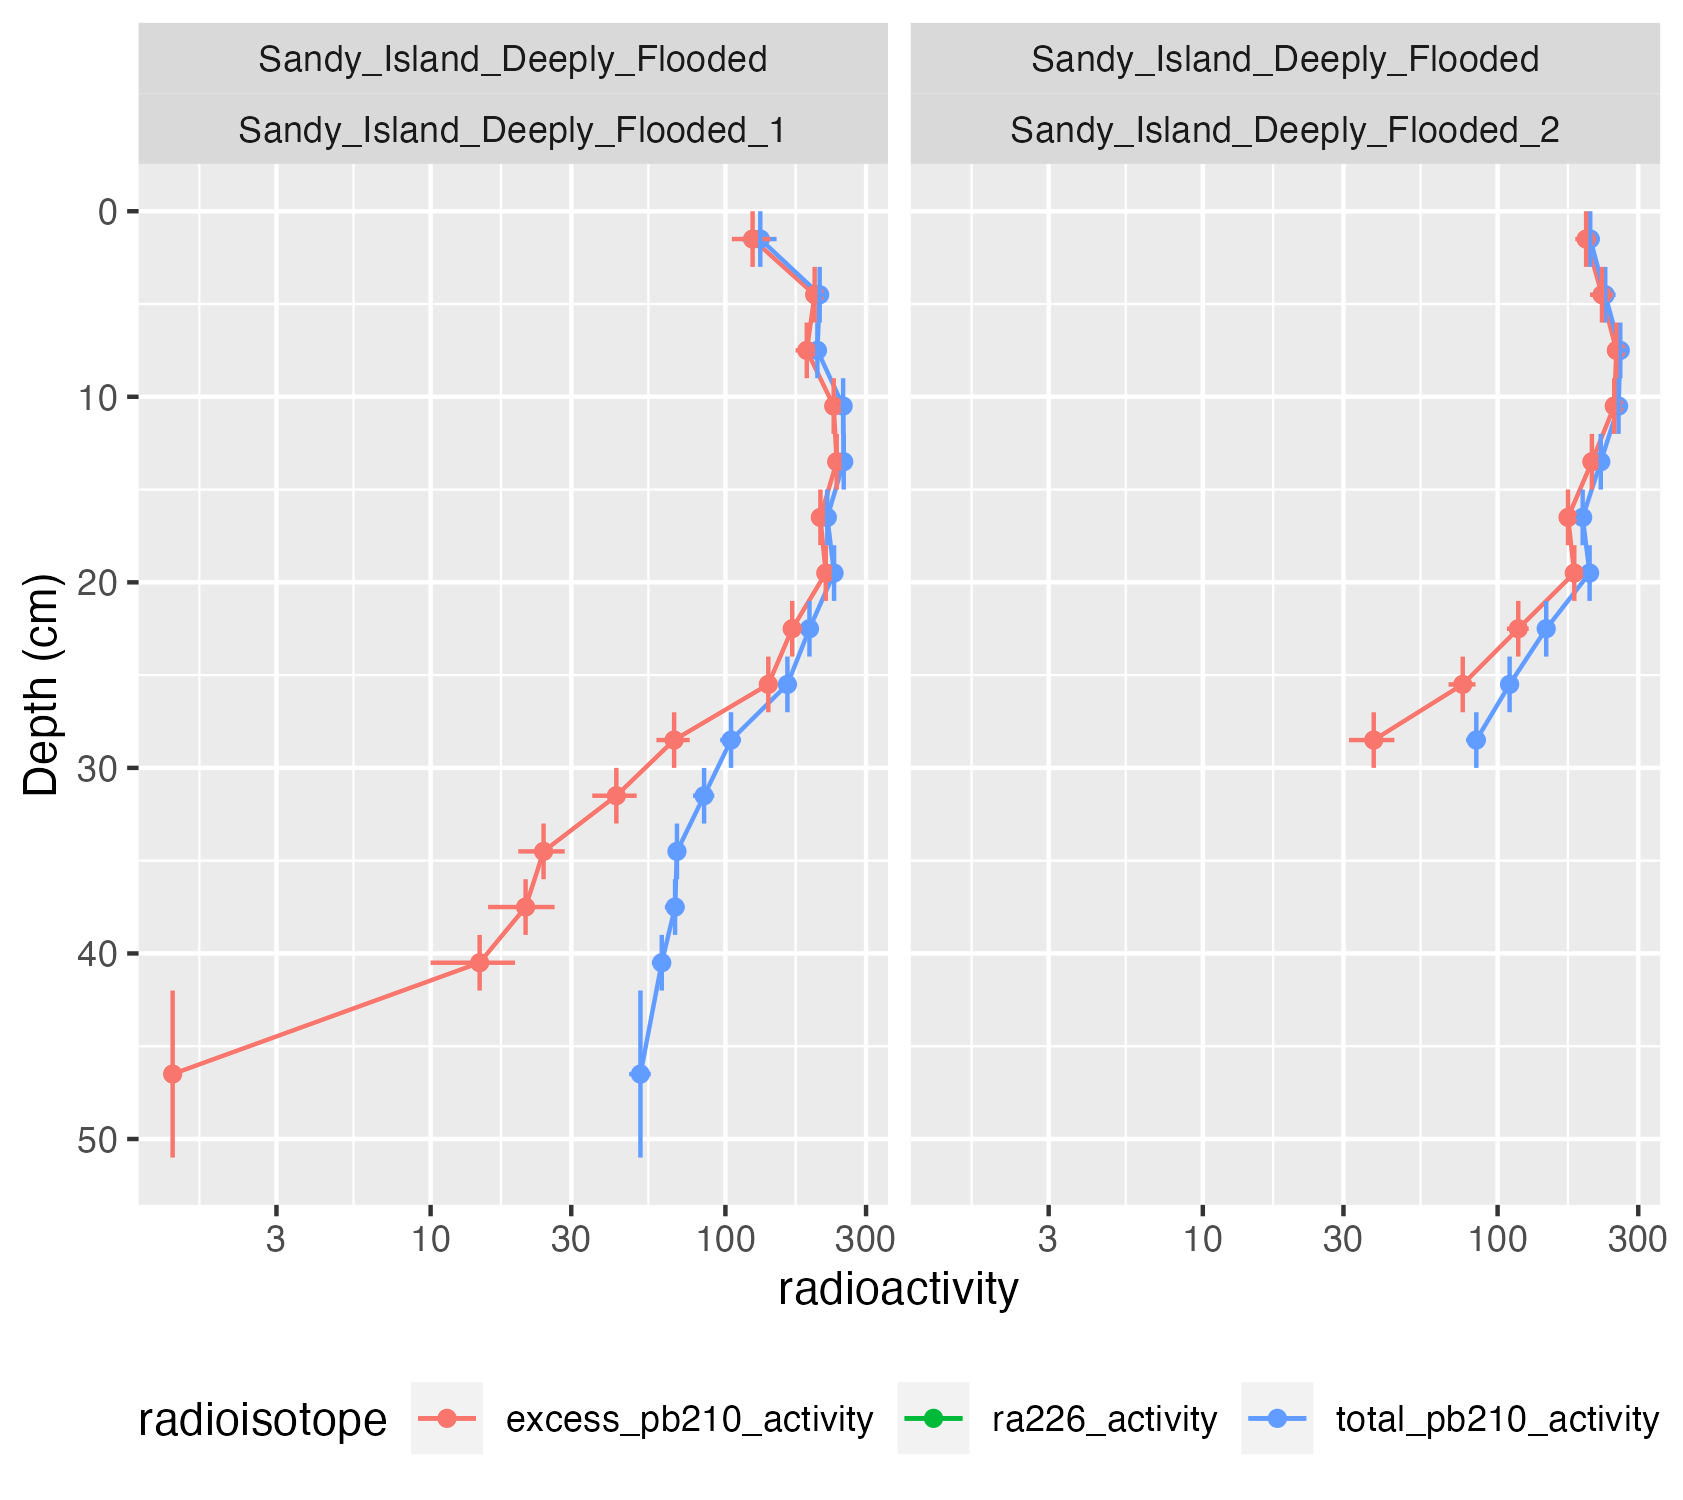 Sandy_Island_Deeply_Flooded Sandy_Island_Deeply_Flooded
Sandy_Island_Deeply_Flooded_1 Sandy_Island_Deeply_Flooded_2
0
10
20
30
40
50
Depth (cm)
3 10 30 100 300 3 10 30 100 300
radioactivity
radioisotope excess_pb210_activity ra226_activity total_pb210_activity